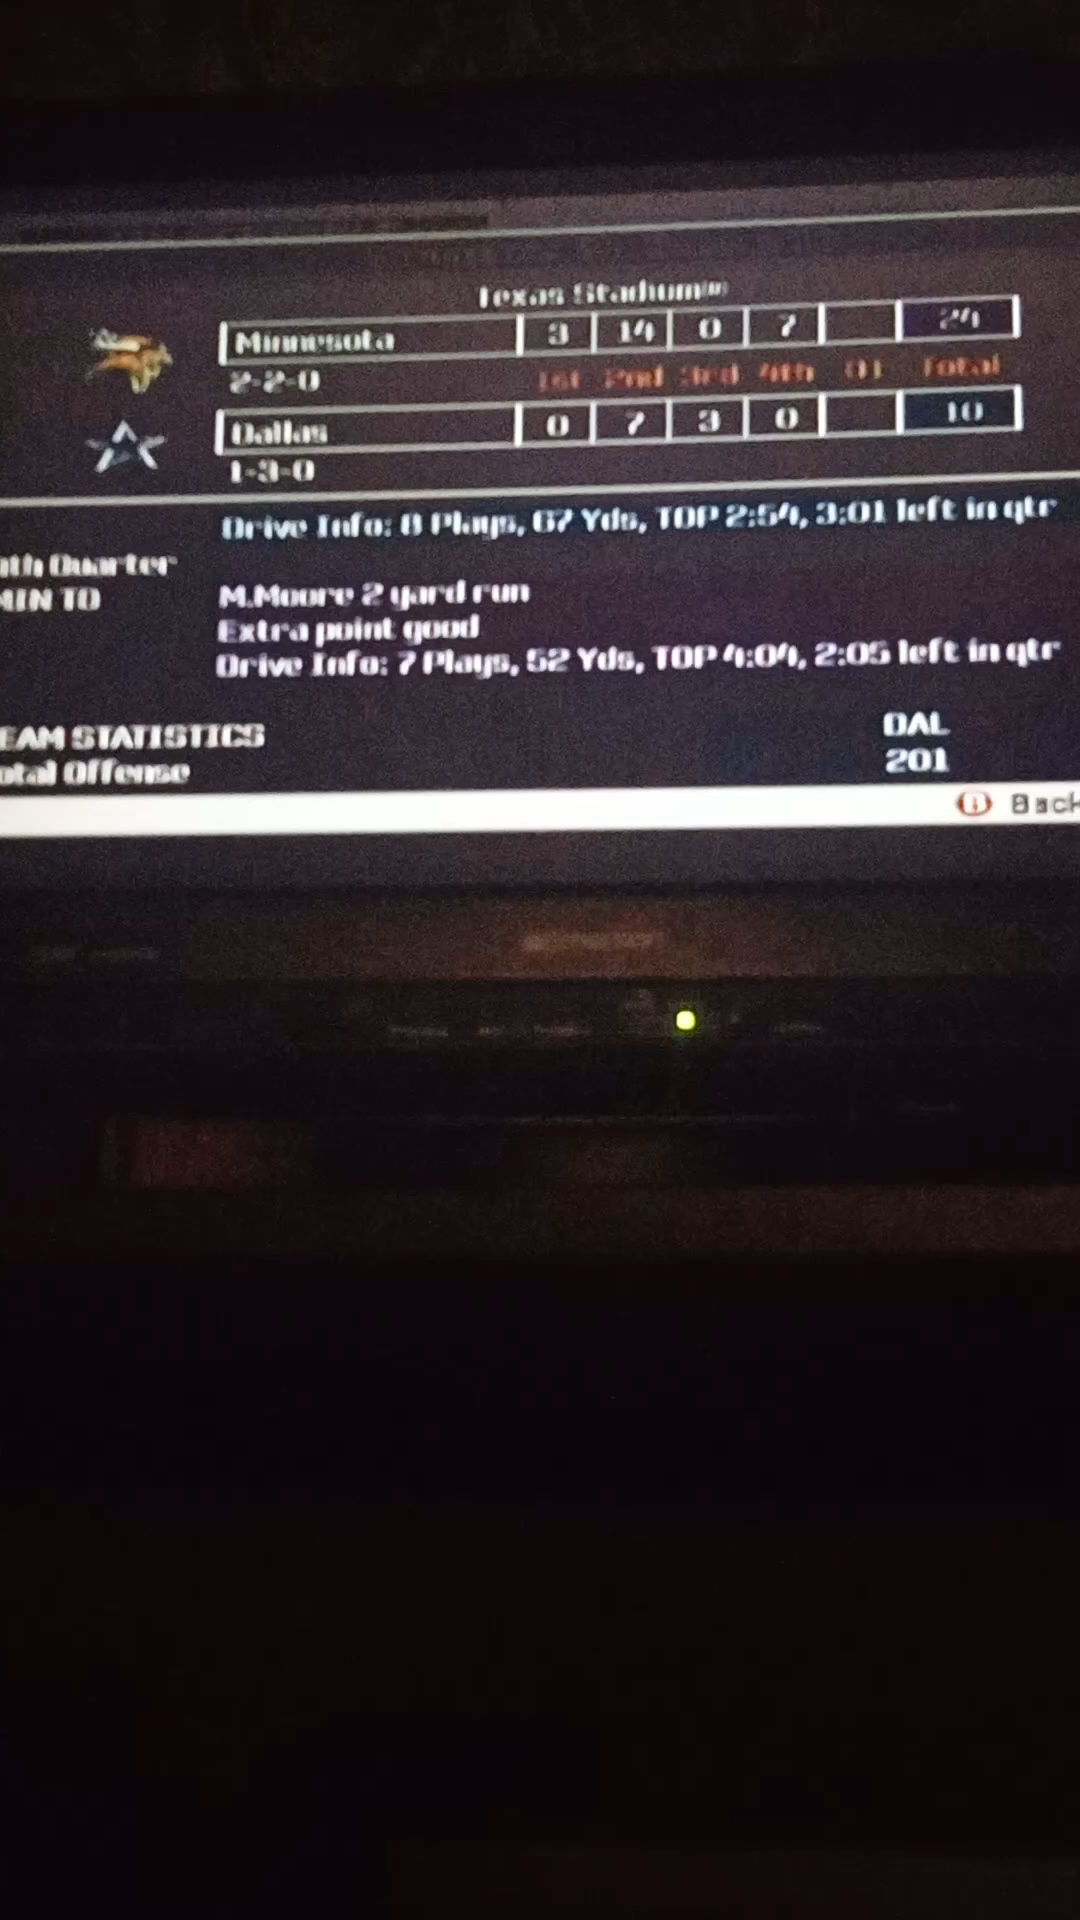 Texas Stadium
Minnesota 3 14 0 7 24
2-2-0 1st 2nd 3rd 4th OT Total
Dallas 0 7 3 0 10
1-3-0
Drive Info: 8 Plays, 67 Yds, TOP 2:54, 3:01 left in qtr
th Quarter
MIN TD
M.Moore 2 yard run
Extra point good
Drive Info: 7 Plays, 52 Yds, TOP 4:04, 2:05 left in qtr
EAM STATISTICS DAL
otal Offense 201
B Back